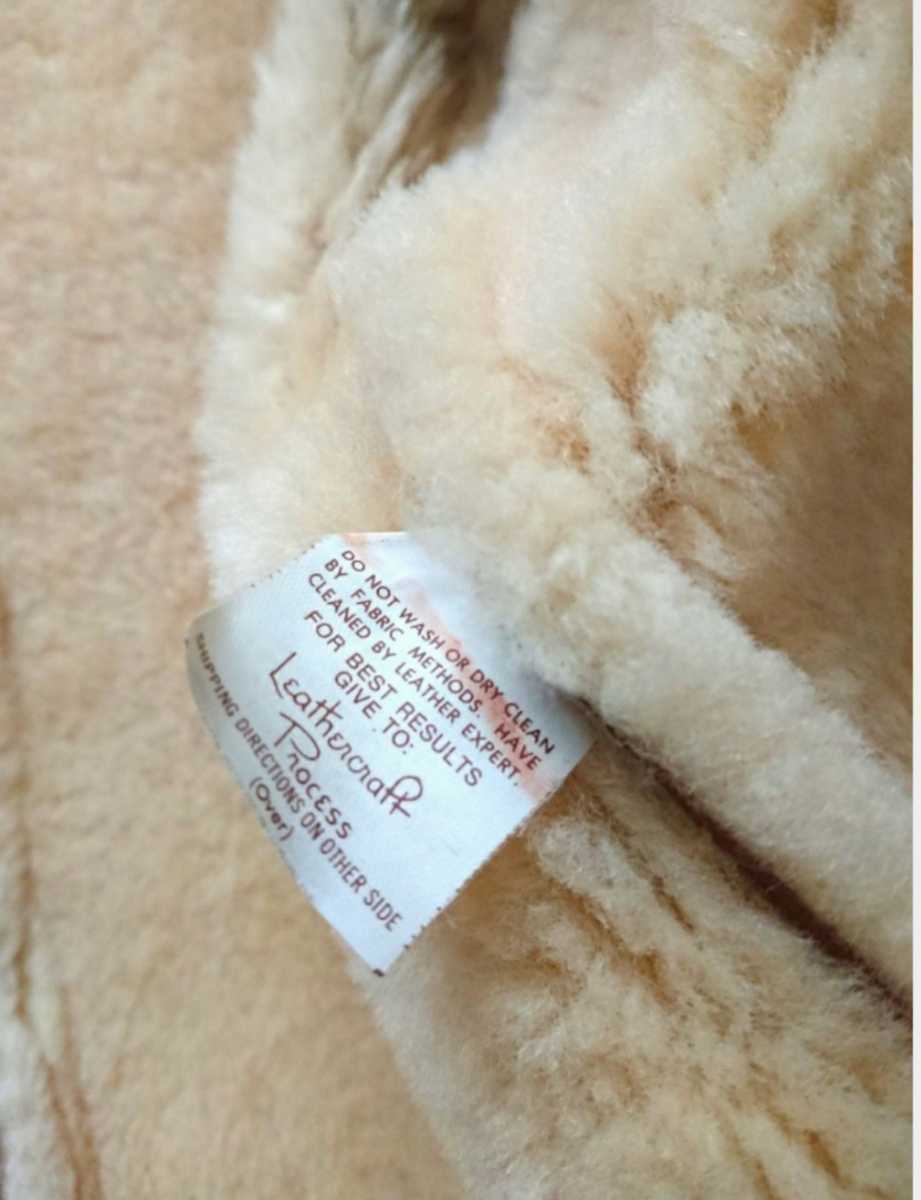 DO NOT WASH OR DRY CLEAN
BY FABRIC METHODS. HAVE
CLEANED BY LEATHER EXPERT.
FOR BEST RESULTS
GIVE TO:
Leathercraft
Process
SHIPPING DIRECTIONS ON OTHER SIDE
(Over)